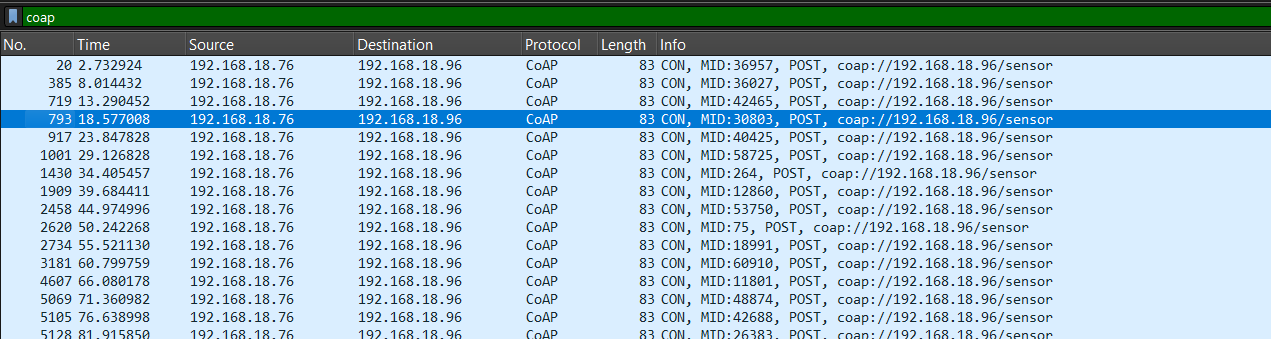 coap
No. Time Source Destination Protocol Length Info
20 2.732924 192.168.18.76 192.168.18.96 CoAP 83 CON, MID:36957, POST, coap://192.168.18.96/sensor
385 8.014432 192.168.18.76 192.168.18.96 CoAP 83 CON, MID:36027, POST, coap://192.168.18.96/sensor
719 13.290452 192.168.18.76 192.168.18.96 CoAP 83 CON, MID:42465, POST, coap://192.168.18.96/sensor
793 18.577008 192.168.18.76 192.168.18.96 CoAP 83 CON, MID:30803, POST, coap://192.168.18.96/sensor
917 23.847828 192.168.18.76 192.168.18.96 CoAP 83 CON, MID:40425, POST, coap://192.168.18.96/sensor
1001 29.126828 192.168.18.76 192.168.18.96 CoAP 83 CON, MID:58725, POST, coap://192.168.18.96/sensor
1430 34.405457 192.168.18.76 192.168.18.96 CoAP 83 CON, MID:264, POST, coap://192.168.18.96/sensor
1909 39.684411 192.168.18.76 192.168.18.96 CoAP 83 CON, MID:12860, POST, coap://192.168.18.96/sensor
2458 44.974996 192.168.18.76 192.168.18.96 CoAP 83 CON, MID:53750, POST, coap://192.168.18.96/sensor
2620 50.242268 192.168.18.76 192.168.18.96 CoAP 83 CON, MID:75, POST, coap://192.168.18.96/sensor
2734 55.521130 192.168.18.76 192.168.18.96 CoAP 83 CON, MID:18991, POST, coap://192.168.18.96/sensor
3181 60.799759 192.168.18.76 192.168.18.96 CoAP 83 CON, MID:60910, POST, coap://192.168.18.96/sensor
4607 66.080178 192.168.18.76 192.168.18.96 CoAP 83 CON, MID:11801, POST, coap://192.168.18.96/sensor
5069 71.360982 192.168.18.76 192.168.18.96 CoAP 83 CON, MID:48874, POST, coap://192.168.18.96/sensor
5105 76.638998 192.168.18.76 192.168.18.96 CoAP 83 CON, MID:42688, POST, coap://192.168.18.96/sensor
5128 81.915850 192.168.18.76 192.168.18.96 CoAP 83 CON, MID:26383, POST, coap://192.168.18.96/sensor